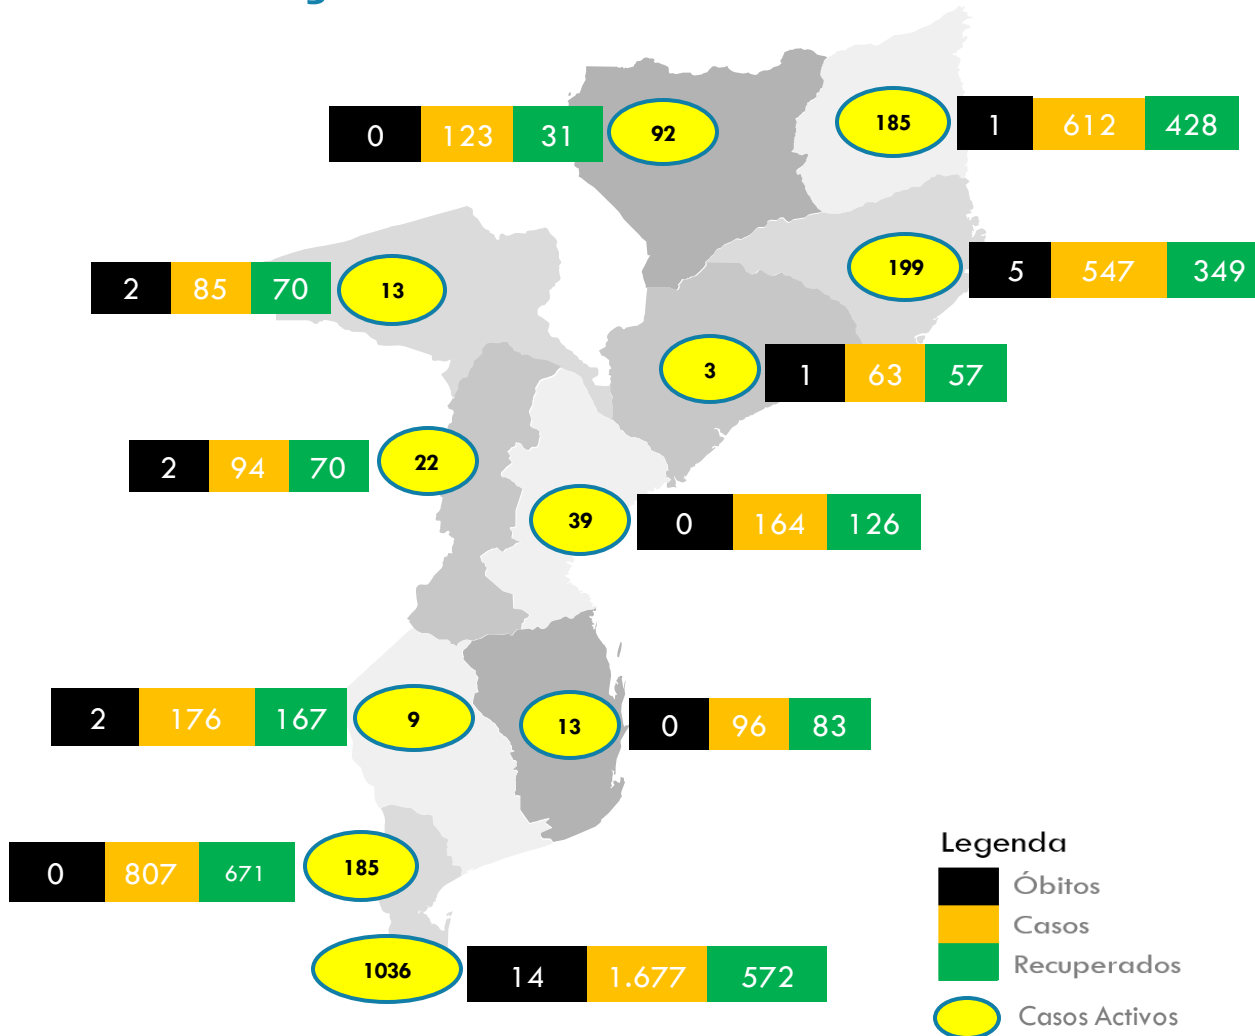 0 123 31 92
185 1 612 428
199 5 547 349
2 85 70 13
3 1 63 57
2 94 70 22
39 0 164 126
2 176 167 9
13 0 96 83
0 807 671 185
1036 14 1.677 572
Legenda
Óbitos
Casos
Recuperados
Casos Activos